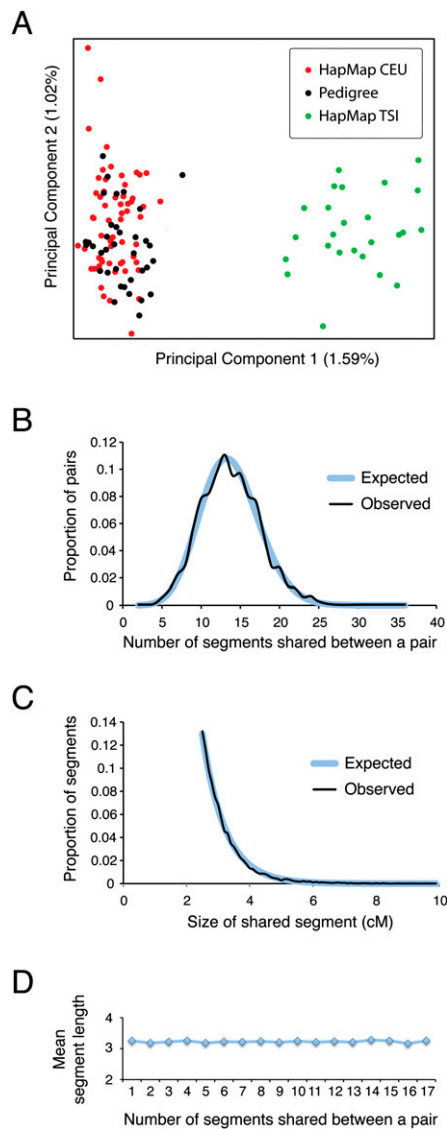 A
HapMap CEU
Pedigree
HapMap TSI
Principal Component 2 (1.02%)
Principal Component 1 (1.59%)
B
Proportion of pairs
0.12
0.1
0.08
0.06
0.04
0.02
0
Expected
Observed
0 5 10 15 20 25 30 35 40
Number of segments shared between a pair
C
Proportion of segments
0.14
0.12
0.1
0.08
0.06
0.04
0.02
0
Expected
Observed
0 2 4 6 8 10
Size of shared segment (cM)
D
Mean
segment length
4
3
2
1 2 3 4 5 6 7 8 9 10 11 12 13 14 15 16 17
Number of segments shared between a pair